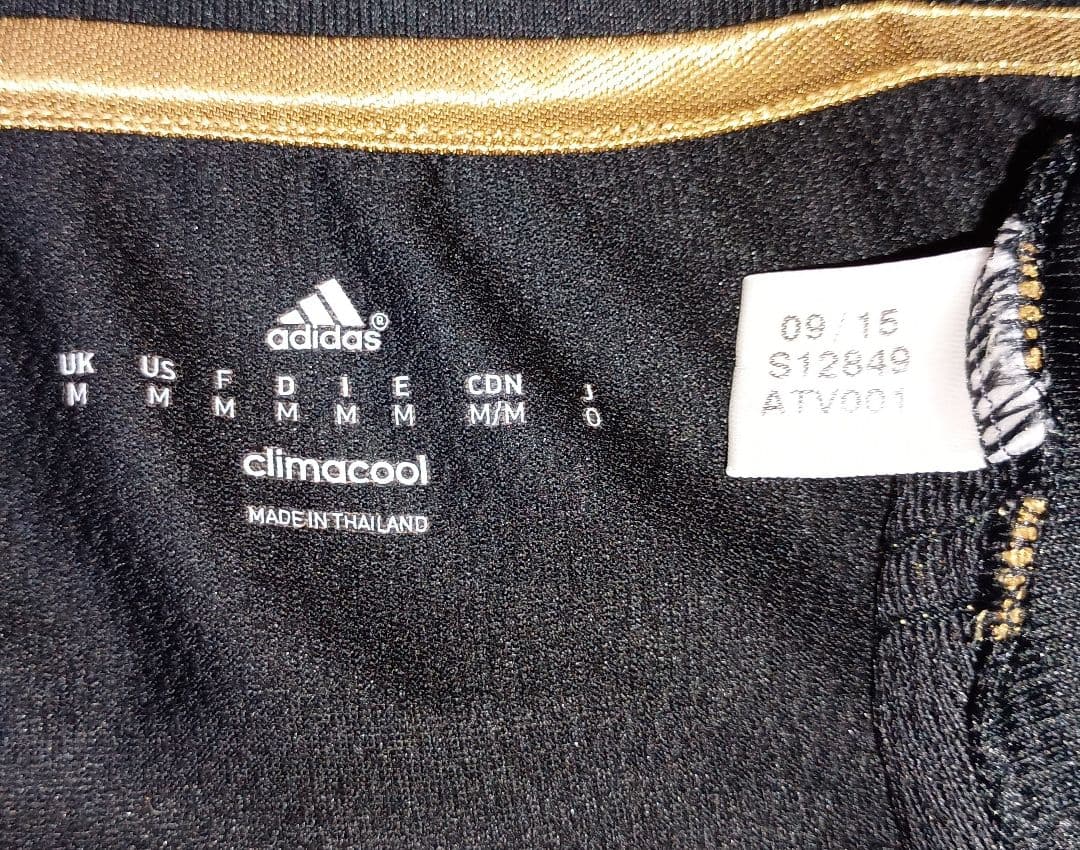 adidas®
UK US F D I E CDN J
M M M M M M M/M O
climacool
MADE IN THAILAND
09/15
S12849
ATV001